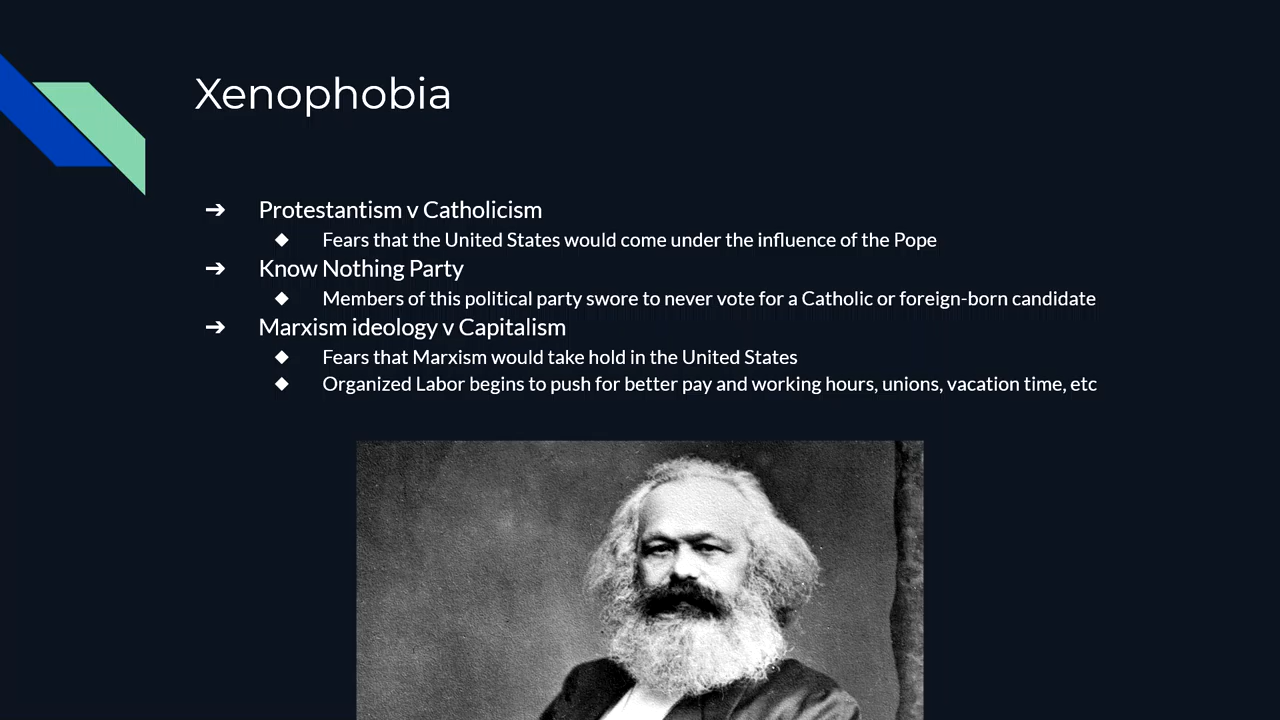 Xenophobia
➔ Protestantism v Catholicism
◆ Fears that the United States would come under the influence of the Pope
➔ Know Nothing Party
◆ Members of this political party swore to never vote for a Catholic or foreign-born candidate
➔ Marxism ideology v Capitalism
◆ Fears that Marxism would take hold in the United States
◆ Organized Labor begins to push for better pay and working hours, unions, vacation time, etc